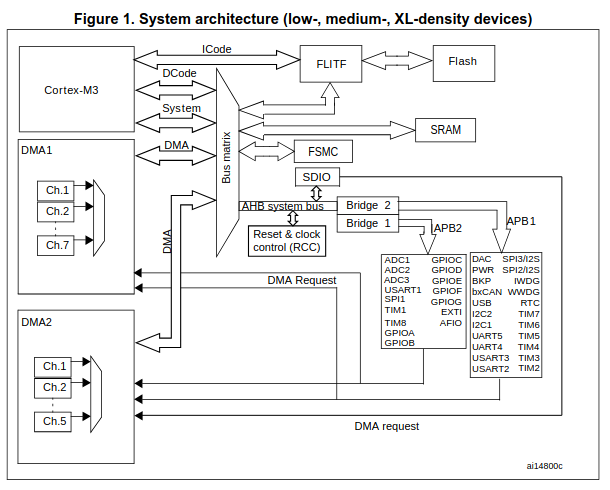 Figure 1. System architecture (low-, medium-, XL-density devices)
ICode
Cortex-M3
FLITF
Flash
DCode
System
SRAM
DMA1
DMA
FSMC
Bus matrix
SDIO
Ch.1
Ch.2
Ch.7
AHB system bus
Bridge 2
Bridge 1
APB2
APB1
Reset & clock
control (RCC)
DMA
DMA Request
ADC1
ADC2
ADC3
USART1
SPI1
TIM1
TIM8
GPIOA
GPIOB
GPIOC
GPIOD
GPIOE
GPIOF
GPIOG
EXTI
AFIO
DAC
PWR
BKP
bxCAN
USB
I2C2
I2C1
UART5
UART4
USART3
USART2
SPI3/I2S
SPI2/I2S
IWDG
WWDG
RTC
TIM7
TIM6
TIM5
TIM4
TIM3
TIM2
DMA2
Ch.1
Ch.2
Ch.5
DMA request
ai14800c